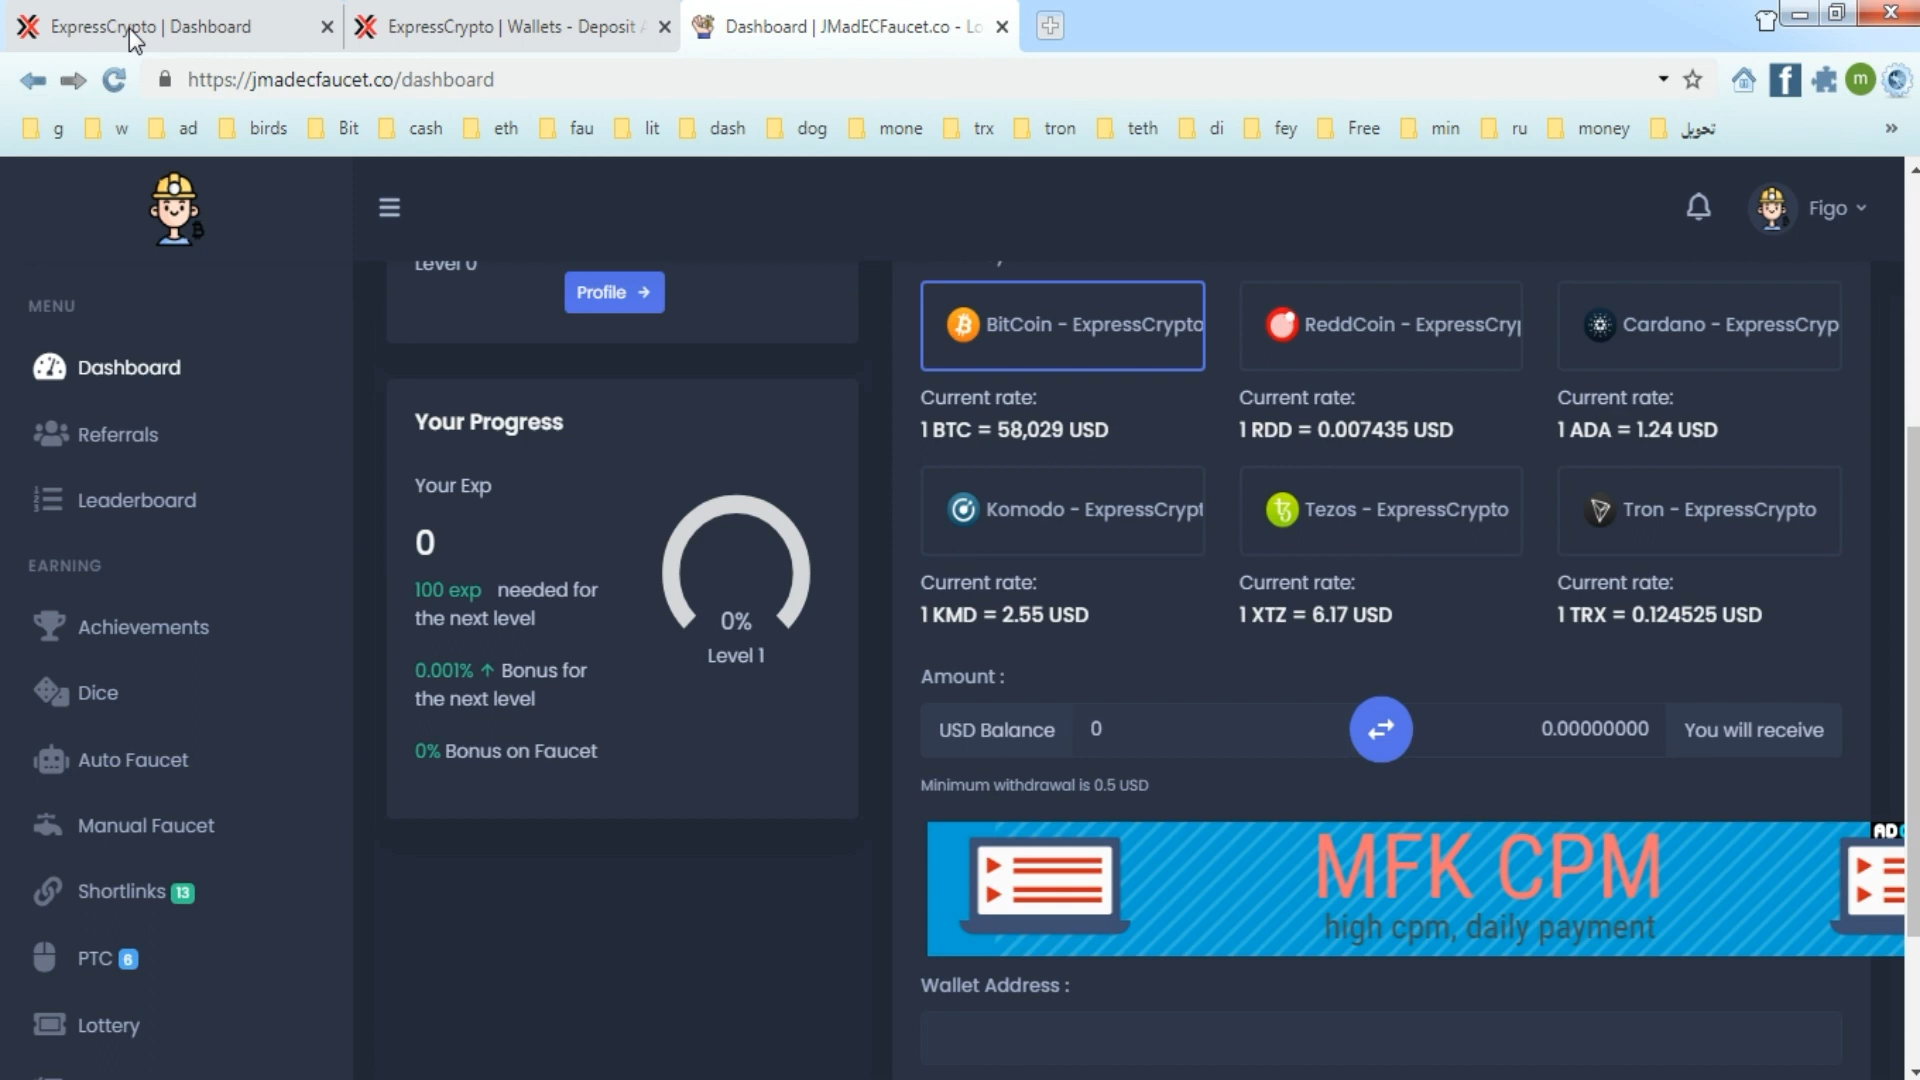 ExpressCrypto | Dashboard
ExpressCrypto | Wallets - Deposit
Dashboard | JMadECFaucet.co - Lo
https://jmadecfaucet.co/dashboard
f
m
g
w
ad
birds
Bit
cash
eth
fau
lit
dash
dog
mone
trx
tron
teth
di
fey
Free
min
ru
money
تحويل
»
Figo
MENU
Dashboard
Referrals
Leaderboard
EARNING
Achievements
Dice
Auto Faucet
Manual Faucet
Shortlinks 13
PTC 6
Lottery
Level 0
Profile →
Your Progress
Your Exp
0
100 exp needed for
the next level
0.001% ↑ Bonus for
the next level
0% Bonus on Faucet
0%
Level 1
BitCoin - ExpressCrypto
ReddCoin - ExpressCryp
Cardano - ExpressCryp
Current rate:
1 BTC = 58,029 USD
Current rate:
1 RDD = 0.007435 USD
Current rate:
1 ADA = 1.24 USD
Komodo - ExpressCrypt
Tezos - ExpressCrypto
Tron - ExpressCrypto
Current rate:
1 KMD = 2.55 USD
Current rate:
1 XTZ = 6.17 USD
Current rate:
1 TRX = 0.124525 USD
Amount :
USD Balance 0
0.00000000 You will receive
Minimum withdrawal is 0.5 USD
MFK CPM
high cpm, daily payment
AD
Wallet Address :